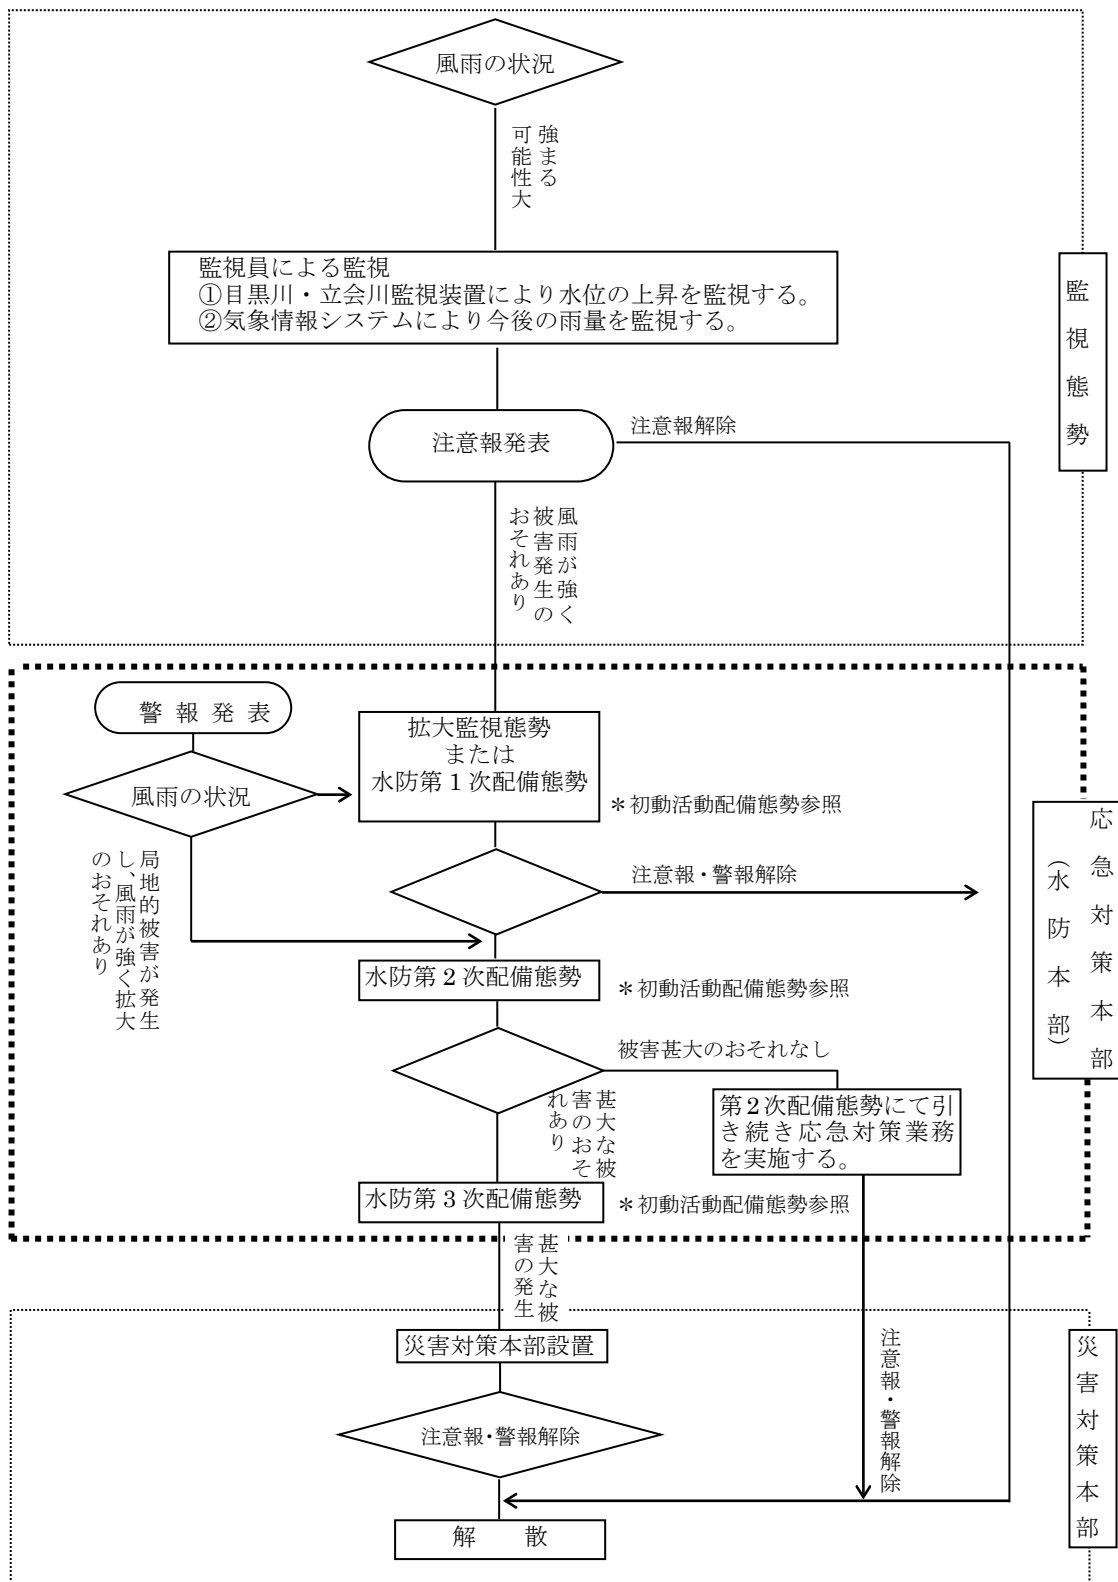 風雨の状況
強まる
可能性大
監視員による監視
①目黒川・立会川監視装置により水位の上昇を監視する。
②気象情報システムにより今後の雨量を監視する。
監視態勢
注意報発表
注意報解除
風雨が強く
被害発生の
おそれあり
警報発表
風雨の状況
拡大監視態勢
または
水防第1次配備態勢
＊初動活動配備態勢参照
応急対策本部
（水防本部）
局地的被害が発生
し、風雨が強く拡大
のおそれあり
注意報・警報解除
水防第2次配備態勢
＊初動活動配備態勢参照
被害甚大のおそれなし
甚大な被
害のおそ
れあり
第2次配備態勢にて引
き続き応急対策業務
を実施する。
水防第3次配備態勢
＊初動活動配備態勢参照
甚大な被
害の発生
災害対策本部設置
注意報・警報解除
災害対策本部
注意報・警報解除
解散